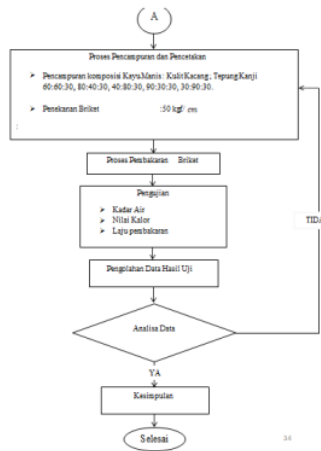 A
Proses Pencampuran dan Pencetakan
➤ Pencampuran komposisi Kayu Manis : Kulit Kacang ; Tepung Kanji
60:60:30, 80:40:30, 40:80:30, 90:30:30, 30:90:30.
➤ Penekanan Briket :50 kgf/ cm
:
Proses Pembakaran Briket
Pengujian
➤ Kadar Air
➤ Nilai Kalor
➤ Laju pembakaran
TIDA
Pengolahan Data Hasil Uji
Analisa Data
YA
Kesimpulan
Selesai
34